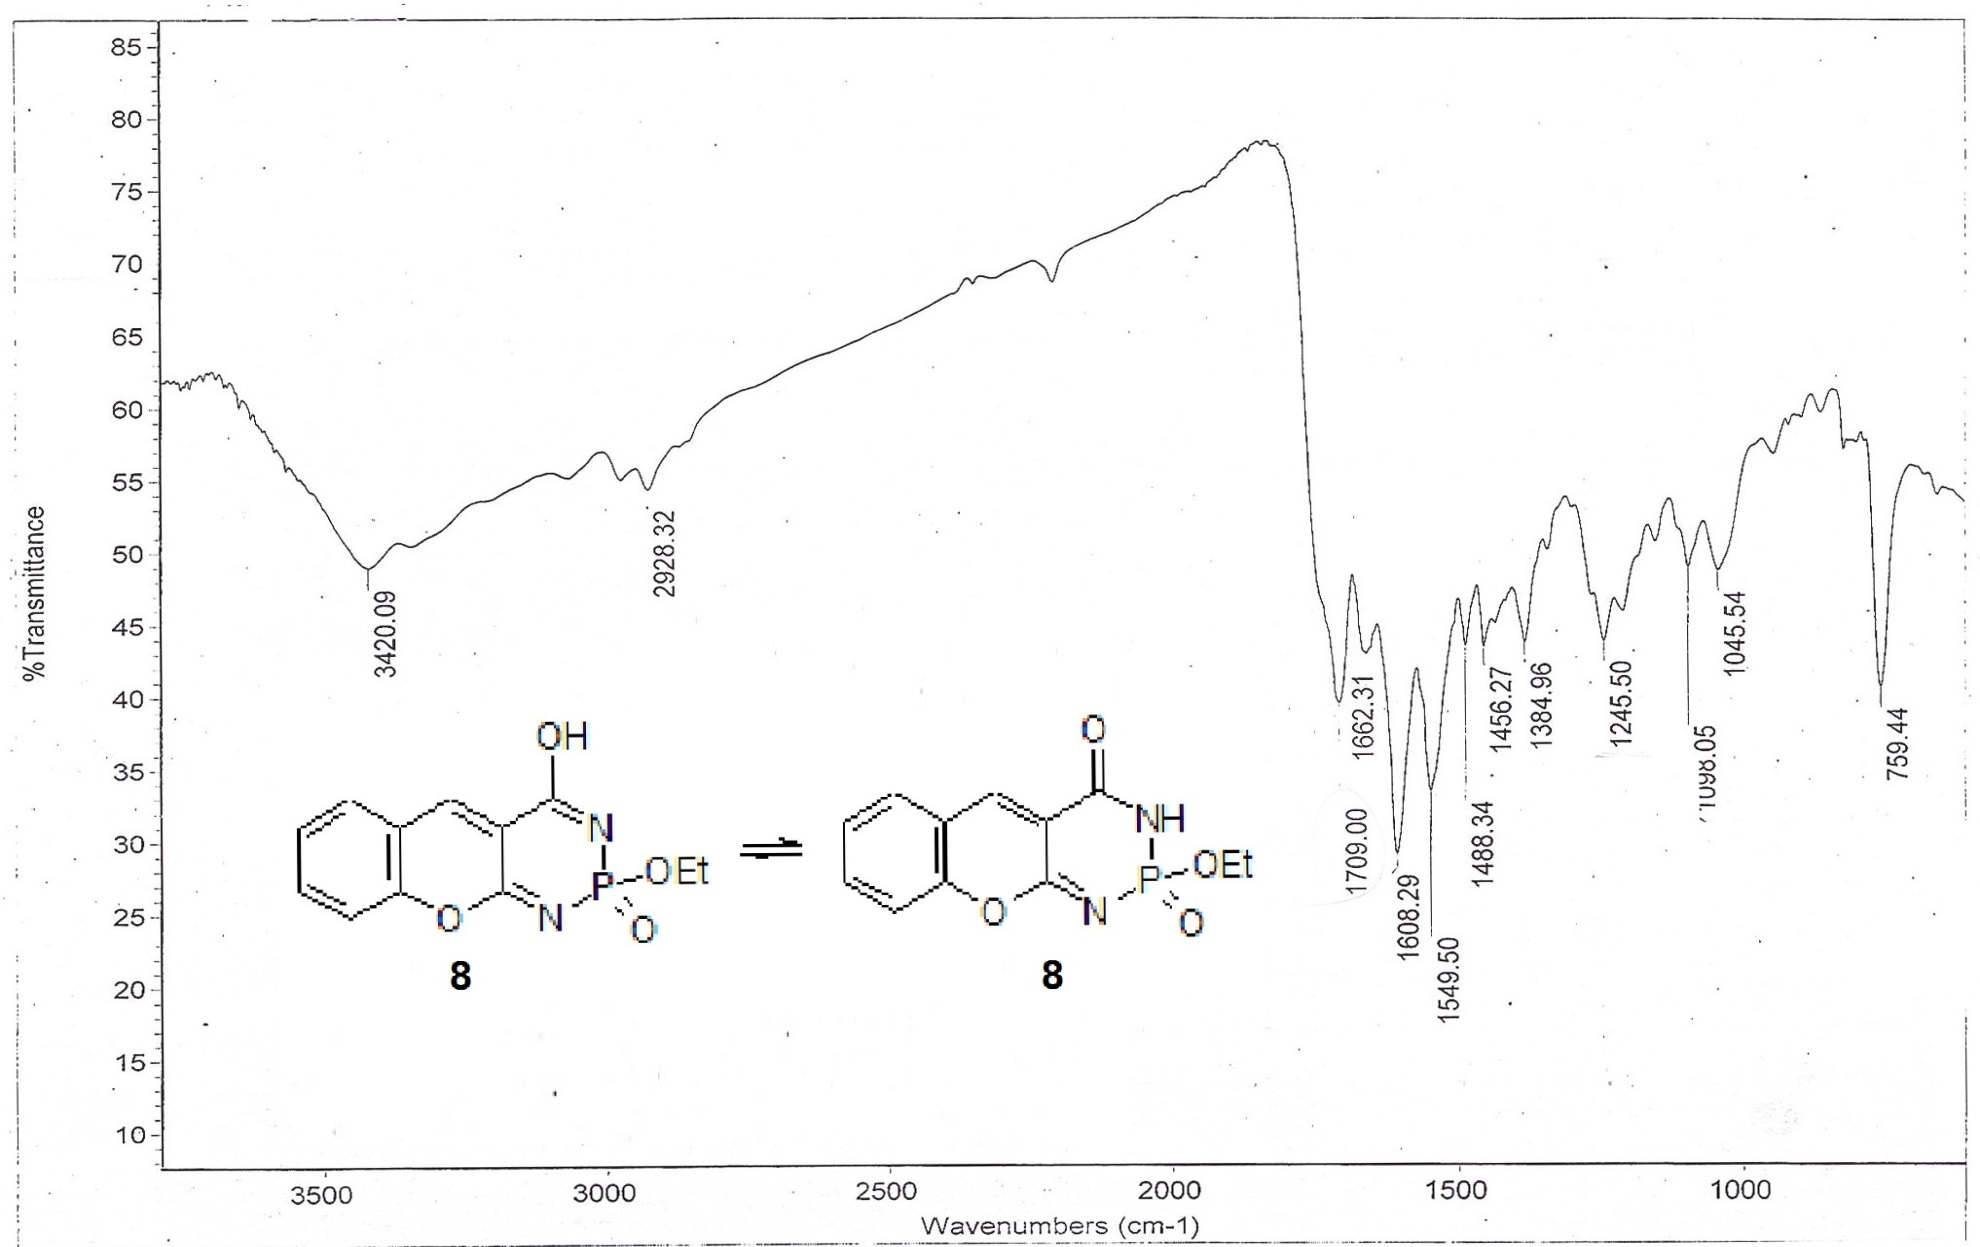 85
80
75
70
65
60
55
50
45
40
35
30
25
20
15
10
%Transmittance
3420.09
2928.32
1709.00
1662.31
1608.29
1549.50
1488.34
1456.27
1384.96
1245.50
1098.05
1045.54
759.44
OH
N
P
OEt
O
N
O
8
O
NH
P
OEt
O
N
O
8
3500
3000
2500
2000
1500
1000
Wavenumbers (cm-1)